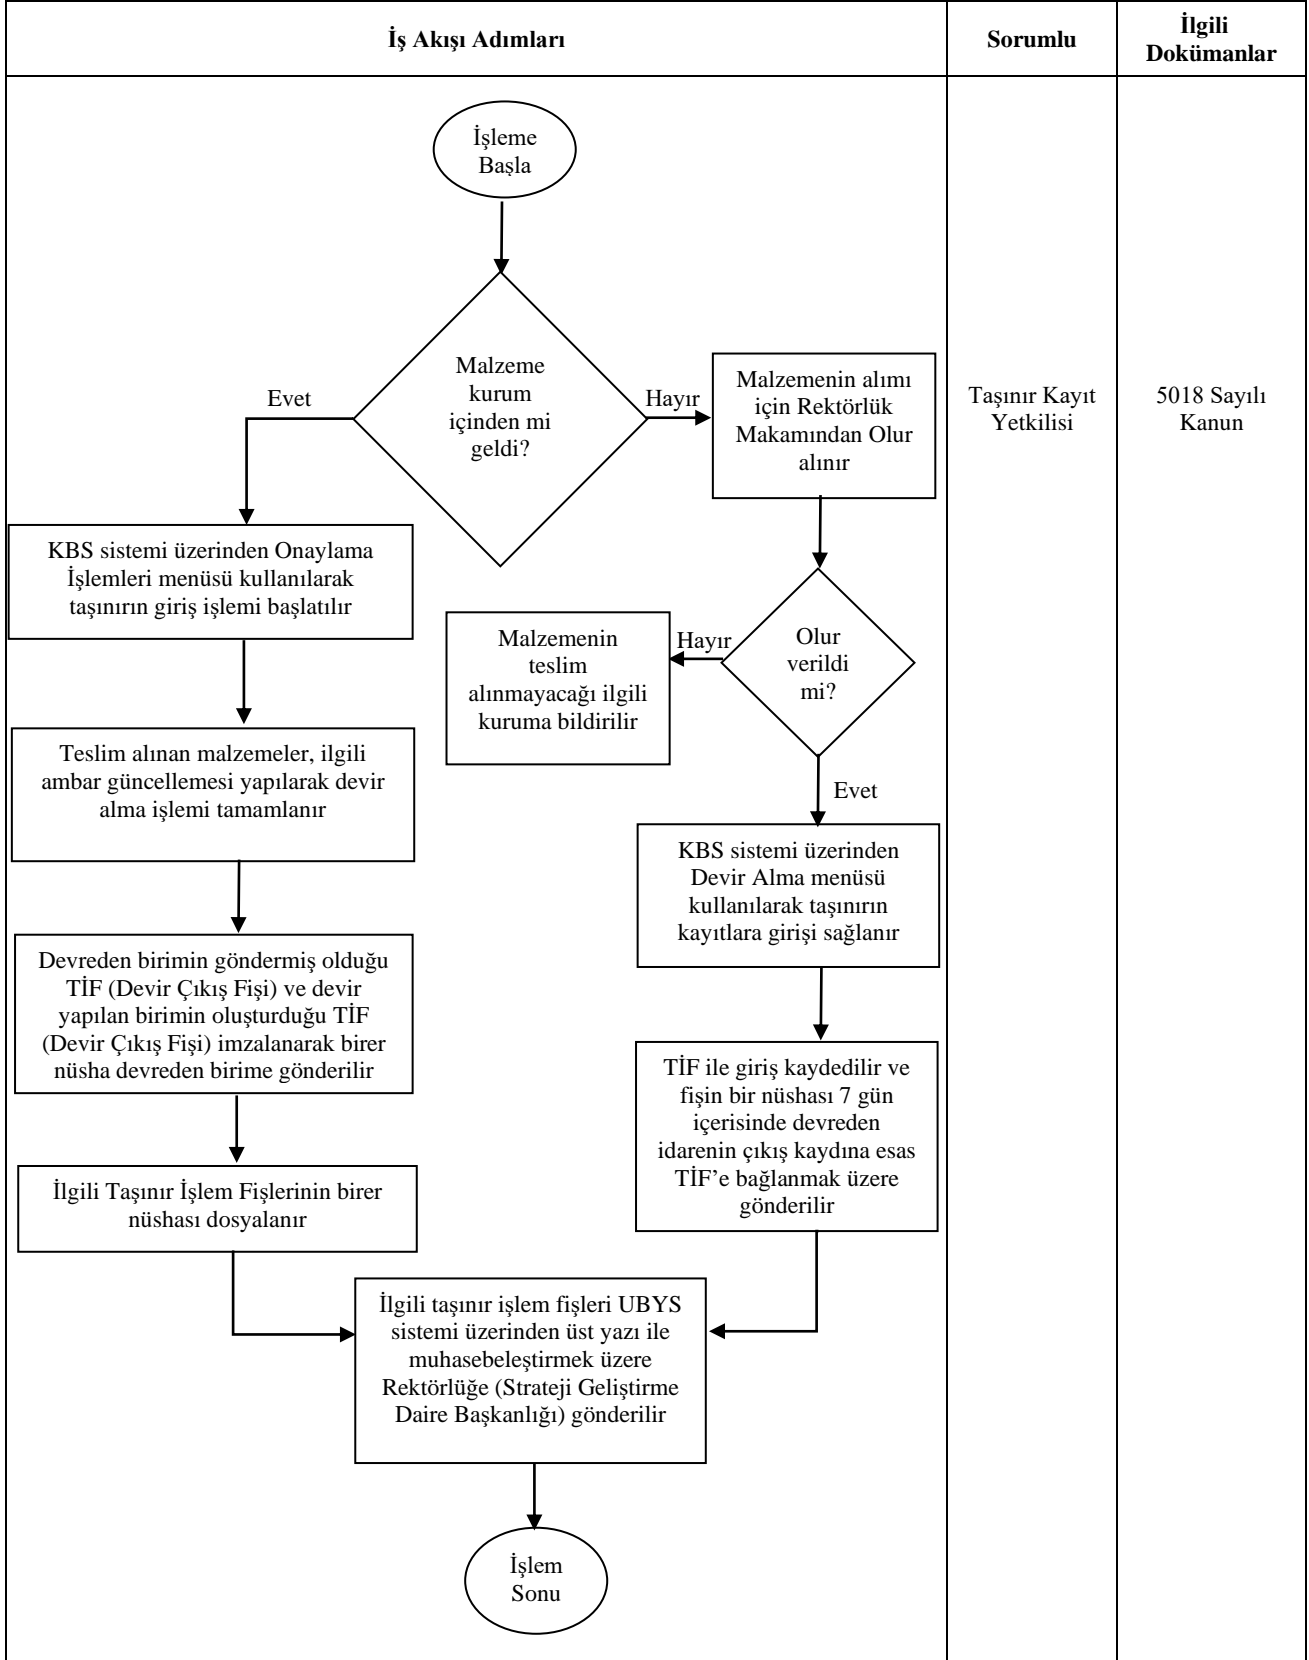 İş Akışı Adımları
Sorumlu
İlgili
Dokümanlar
İşleme
Başla
Malzeme
kurum
içinden mi
geldi?
Evet
Hayır
Malzemenin alımı
için Rektörlük
Makamından Olur
alınır
Taşınır Kayıt
Yetkilisi
5018 Sayılı
Kanun
KBS sistemi üzerinden Onaylama
İşlemleri menüsü kullanılarak
taşınırın giriş işlemi başlatılır
Olur
verildi
mi?
Hayır
Malzemenin
teslim
alınmayacağı ilgili
kuruma bildirilir
Evet
Teslim alınan malzemeler, ilgili
ambar güncellemesi yapılarak devir
alma işlemi tamamlanır
KBS sistemi üzerinden
Devir Alma menüsü
kullanılarak taşınırın
kayıtlara girişi sağlanır
Devreden birimin göndermiş olduğu
TİF (Devir Çıkış Fişi) ve devir
yapılan birimin oluşturduğu TİF
(Devir Çıkış Fişi) imzalanarak birer
nüsha devreden birime gönderilir
TİF ile giriş kaydedilir ve
fişin bir nüshası 7 gün
içerisinde devreden
idarenin çıkış kaydına esas
TİF’e bağlanmak üzere
gönderilir
İlgili Taşınır İşlem Fişlerinin birer
nüshası dosyalanır
İlgili taşınır işlem fişleri UBYS
sistemi üzerinden üst yazı ile
muhasebeleştirmek üzere
Rektörlüğe (Strateji Geliştirme
Daire Başkanlığı) gönderilir
İşlem
Sonu